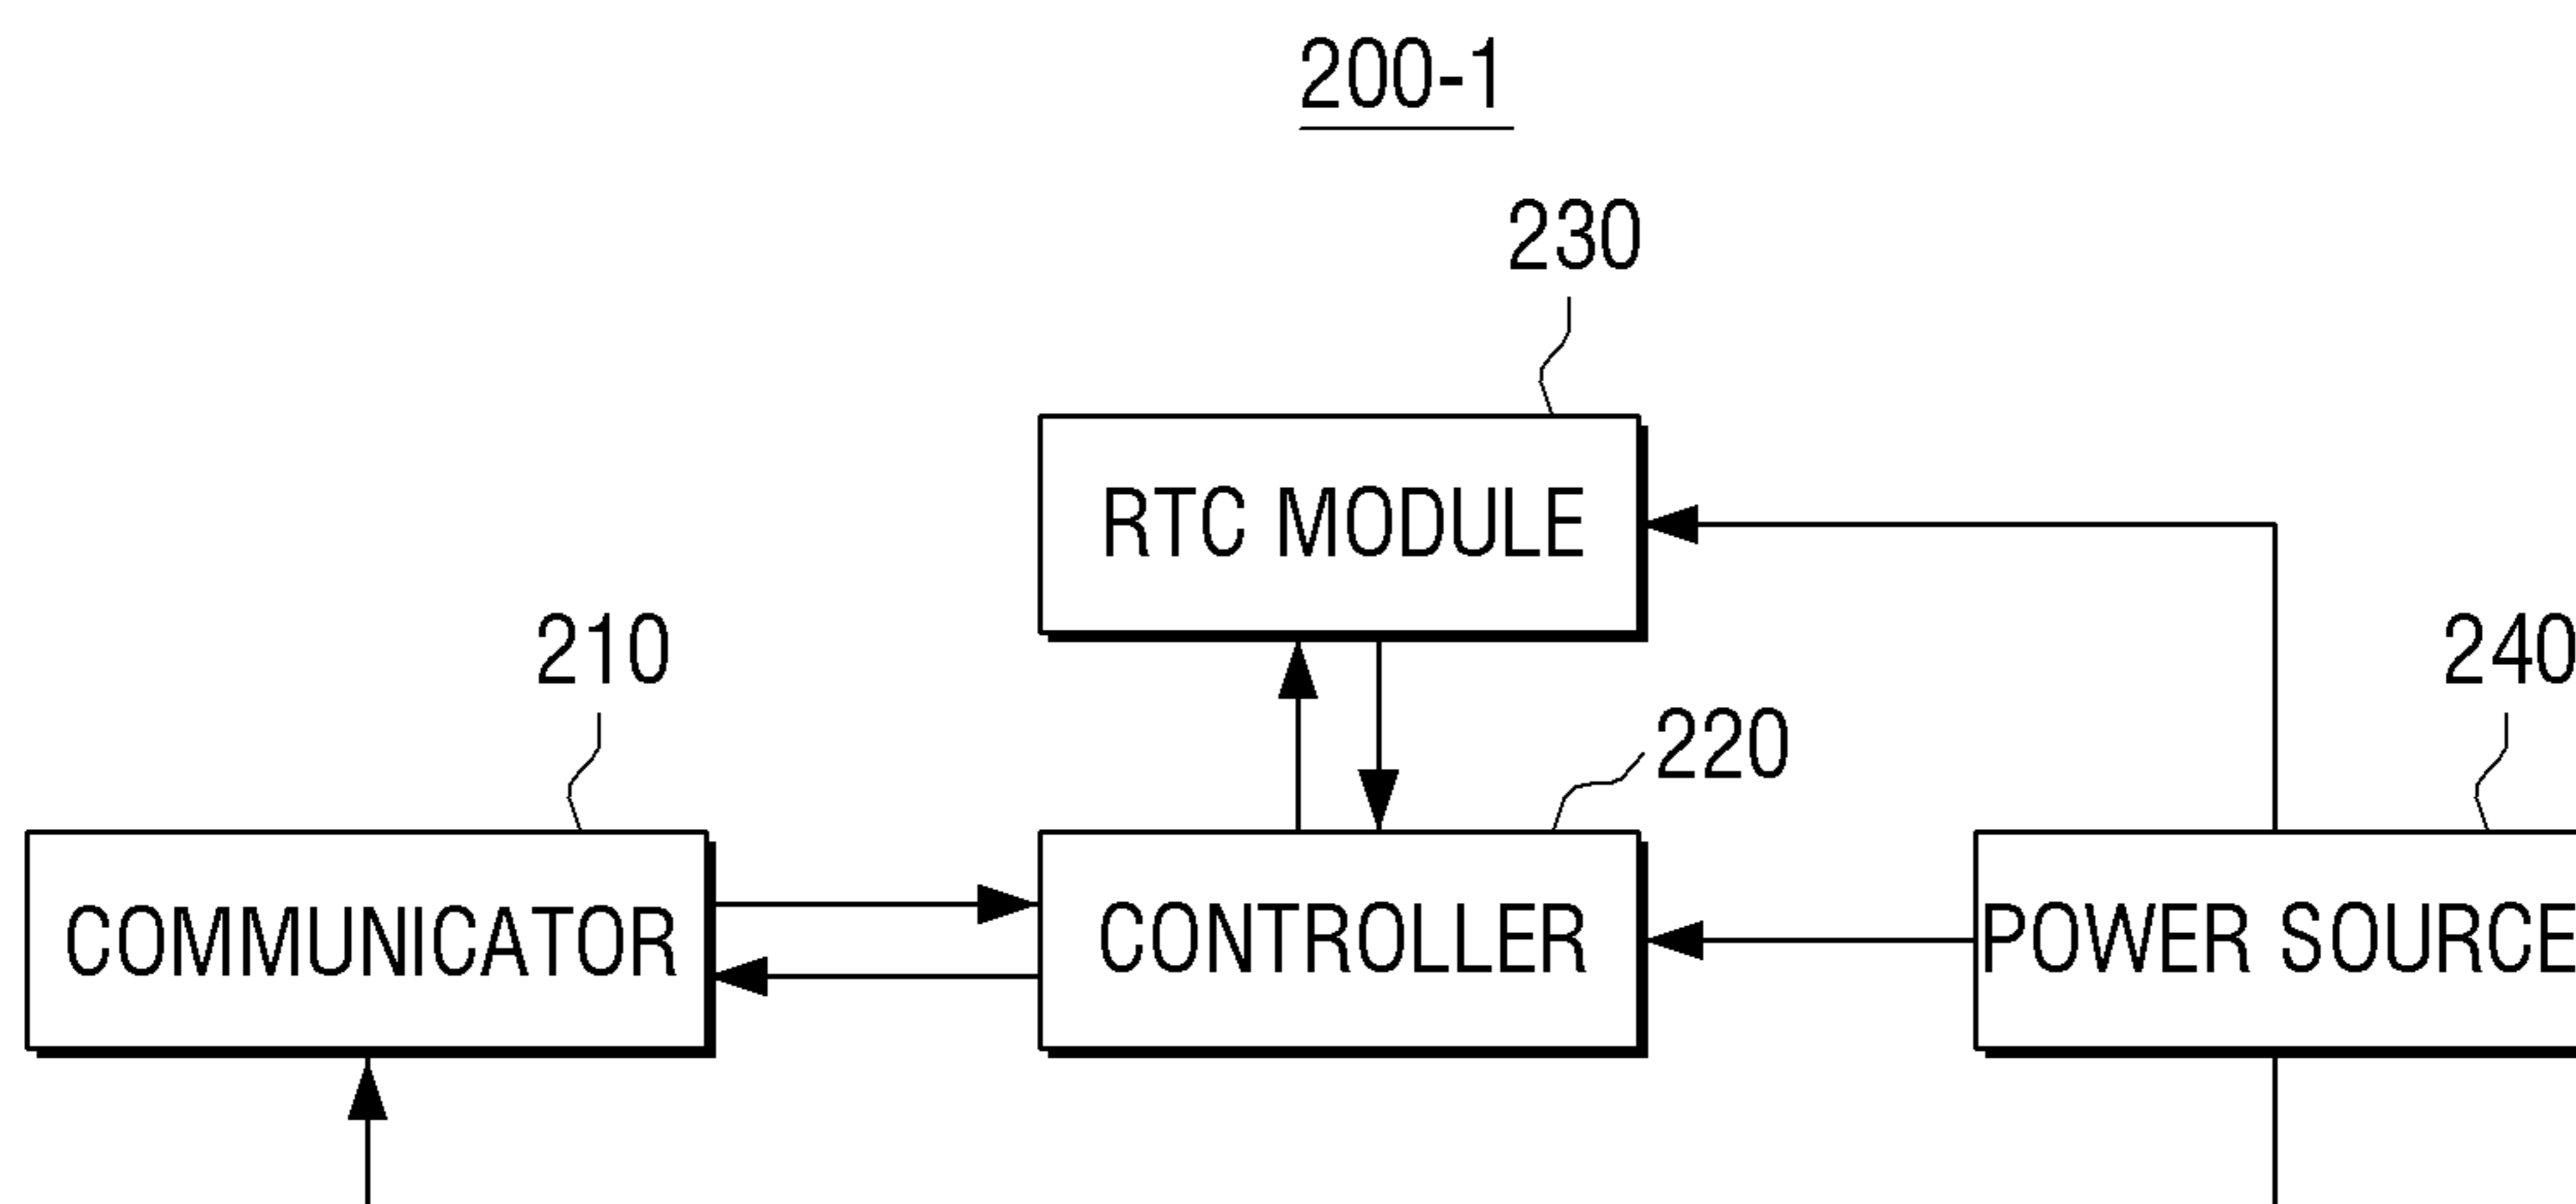 200-1
230
RTC MODULE
210
240
220
COMMUNICATOR
CONTROLLER
POWER SOURCE